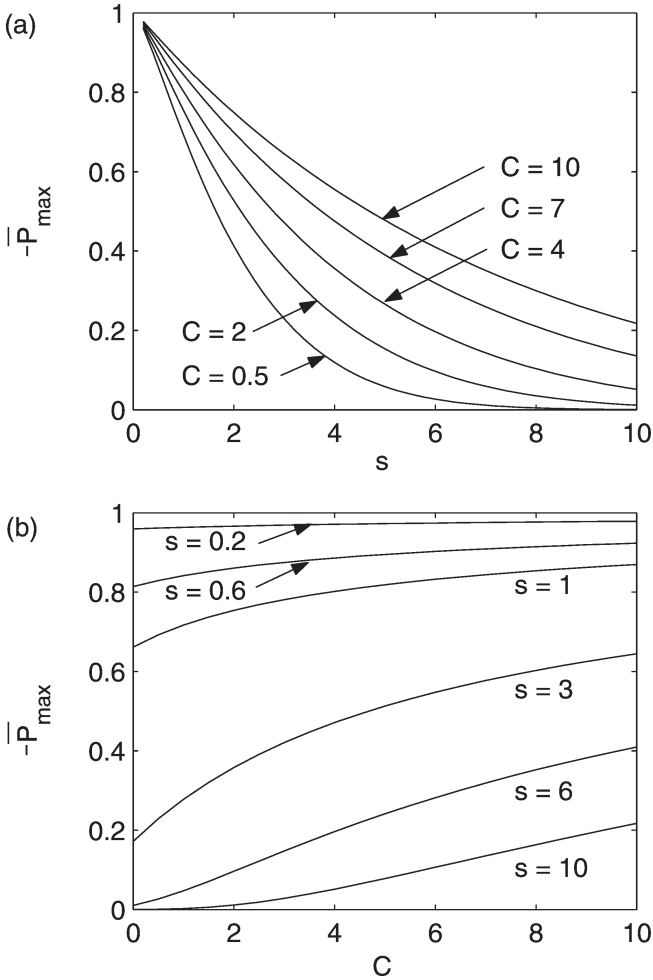 (a)
1
0.8
0.6
0.4
0.2
0
-P̅max
C = 10
C = 7
C = 4
C = 2
C = 0.5
0 2 4 6 8 10
s
(b)
1
0.8
0.6
0.4
0.2
0
-P̅max
s = 0.2
s = 0.6
s = 1
s = 3
s = 6
s = 10
0 2 4 6 8 10
C